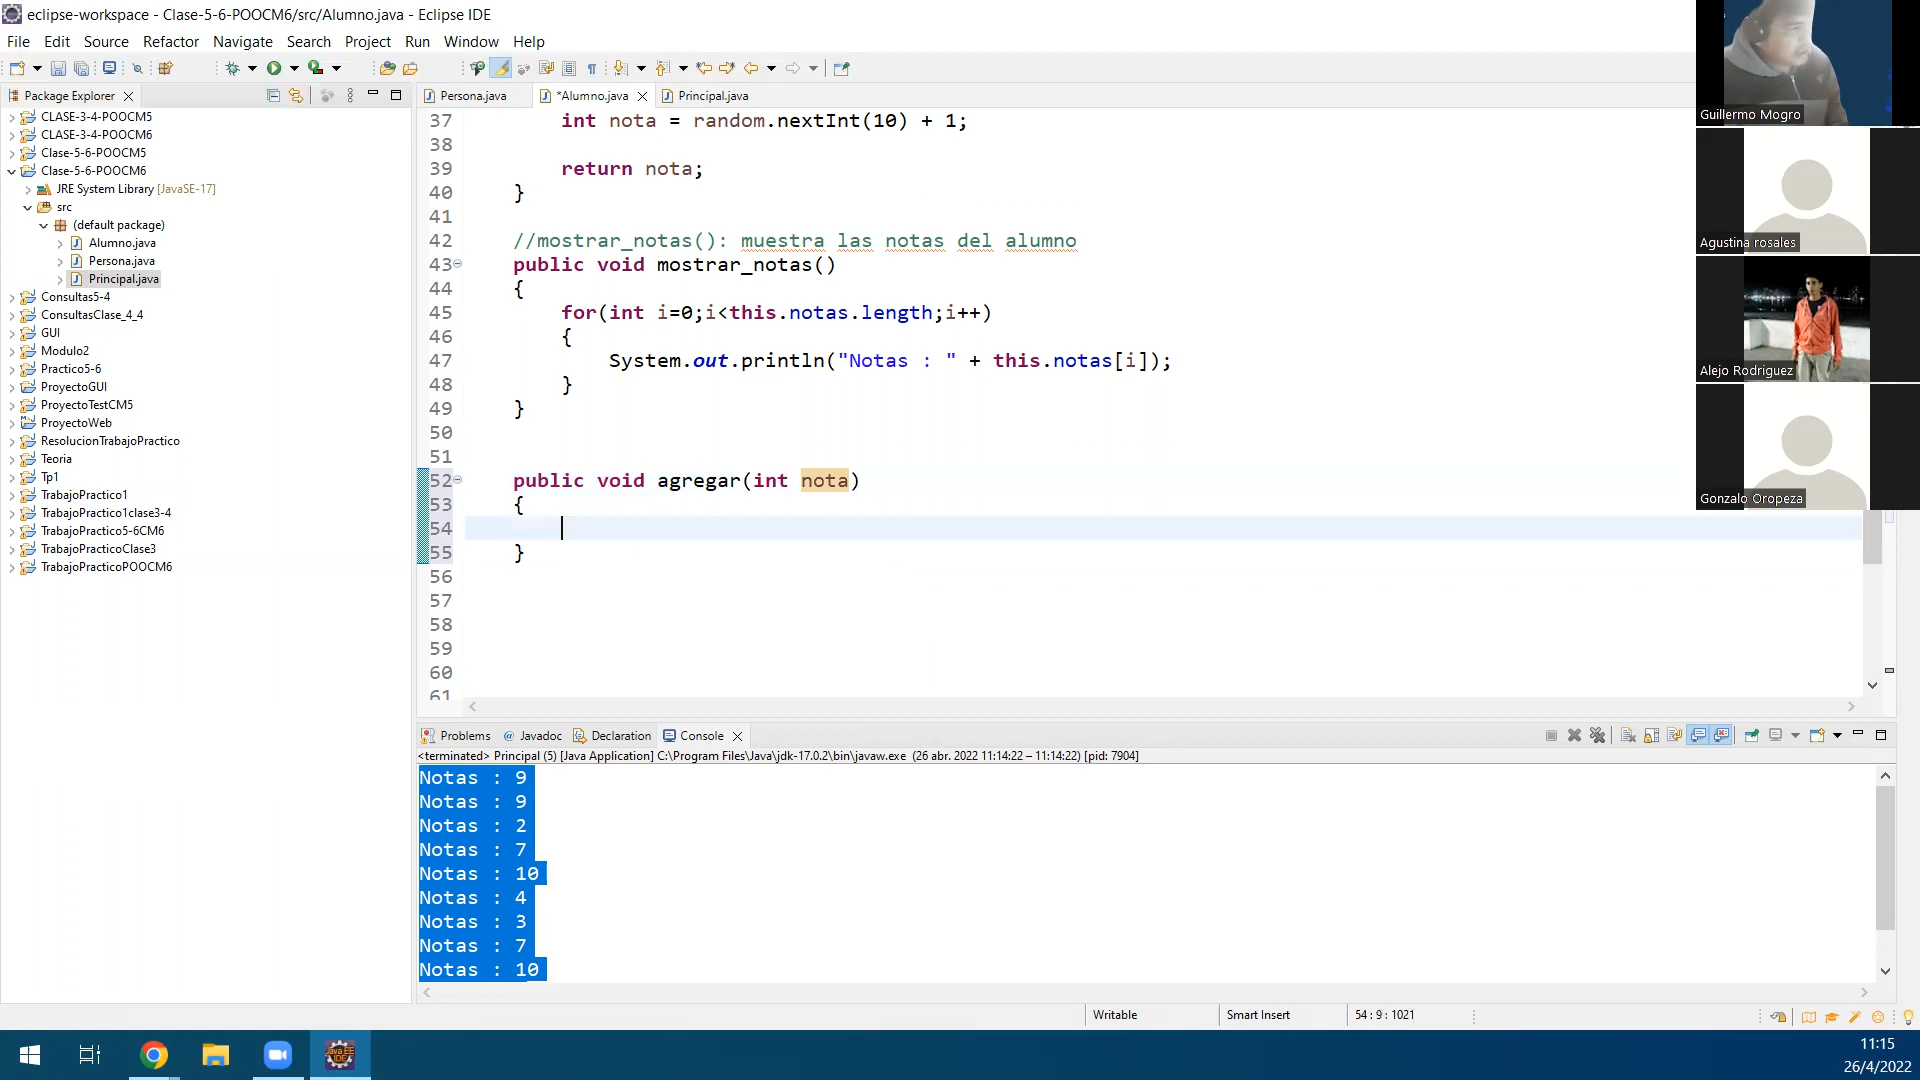 eclipse-workspace - Clase-5-6-POOCM6/src/Alumno.java - Eclipse IDE
File Edit Source Refactor Navigate Search Project Run Window Help
Package Explorer
CLASE-3-4-POOCM5
CLASE-3-4-POOCM6
Clase-5-6-POOCM5
Clase-5-6-POOCM6
JRE System Library [JavaSE-17]
src
(default package)
Alumno.java
Persona.java
Principal.java
Consultas5-4
ConsultasClase_4_4
GUI
Modulo2
Practico5-6
ProyectoGUI
ProyectoTestCM5
ProyectoWeb
ResolucionTrabajoPractico
Teoria
Tp1
TrabajoPractico1
TrabajoPractico1clase3-4
TrabajoPractico5-6CM6
TrabajoPracticoClase3
TrabajoPracticoPOOCM6
Persona.java *Alumno.java Principal.java
37 int nota = random.nextInt(10) + 1;
38
39 return nota;
40 }
41
42 //mostrar_notas(): muestra las notas del alumno
43 public void mostrar_notas()
44 {
45 for(int i=0;i<this.notas.length;i++)
46 {
47 System.out.println("Notas : " + this.notas[i]);
48 }
49 }
50
51
52 public void agregar(int nota)
53 {
54
55 }
56
57
58
59
60
61
Problems Javadoc Declaration Console
<terminated> Principal (5) [Java Application] C:\Program Files\Java\jdk-17.0.2\bin\javaw.exe (26 abr. 2022 11:14:22 – 11:14:22) [pid: 7904]
Notas : 9
Notas : 9
Notas : 2
Notas : 7
Notas : 10
Notas : 4
Notas : 3
Notas : 7
Notas : 10
Writable Smart Insert 54 : 9 : 1021
Guillermo Mogro
Agustina rosales
Alejo Rodriguez
Gonzalo Oropeza
11:15
26/4/2022